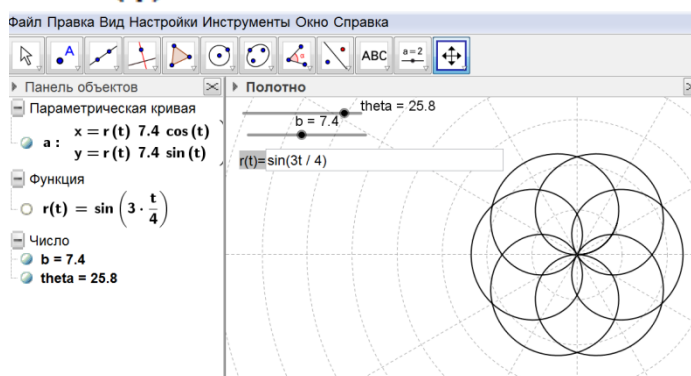 Файл Правка Вид Настройки Инструменты Окно Справка
A
ABC
a=2
Панель объектов
Полотно
Параметрическая кривая
a : x = r (t) 7.4 cos (t)
y = r (t) 7.4 sin (t)
Функция
r(t) = sin (3 · t/4)
Число
b = 7.4
theta = 25.8
theta = 25.8
b = 7.4
r(t)= sin(3t / 4)